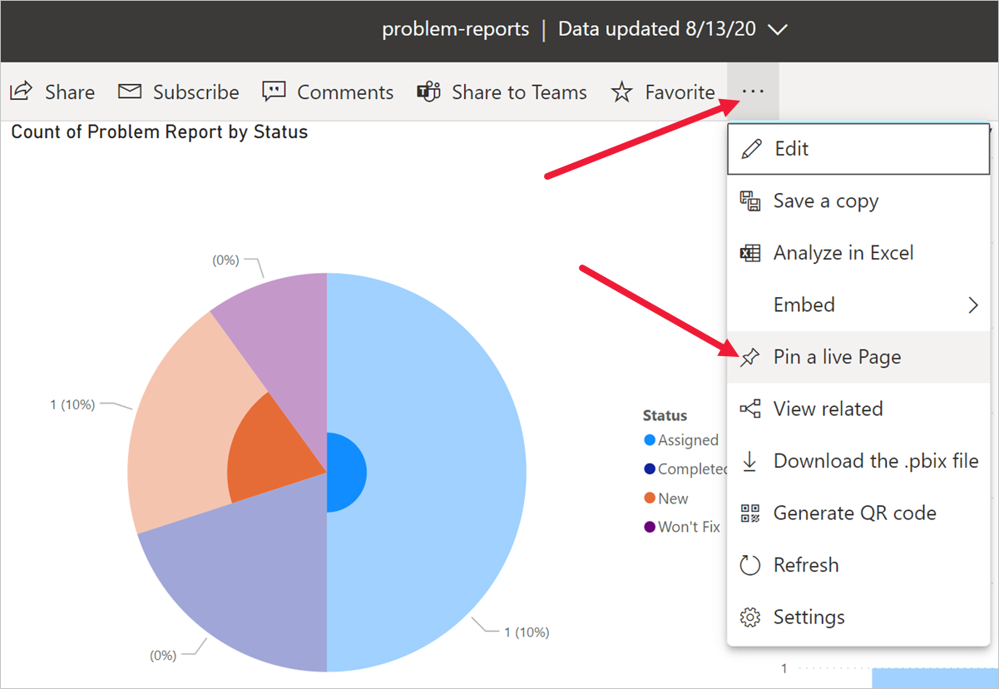 problem-reports | Data updated 8/13/20
Share Subscribe Comments Share to Teams Favorite ...
Count of Problem Report by Status
Edit
Save a copy
Analyze in Excel
Embed
Pin a live Page
View related
Download the .pbix file
Generate QR code
Refresh
Settings
(0%)
1 (10%)
(0%)
1 (10%)
Status
Assigned
Completed
New
Won't Fix
1